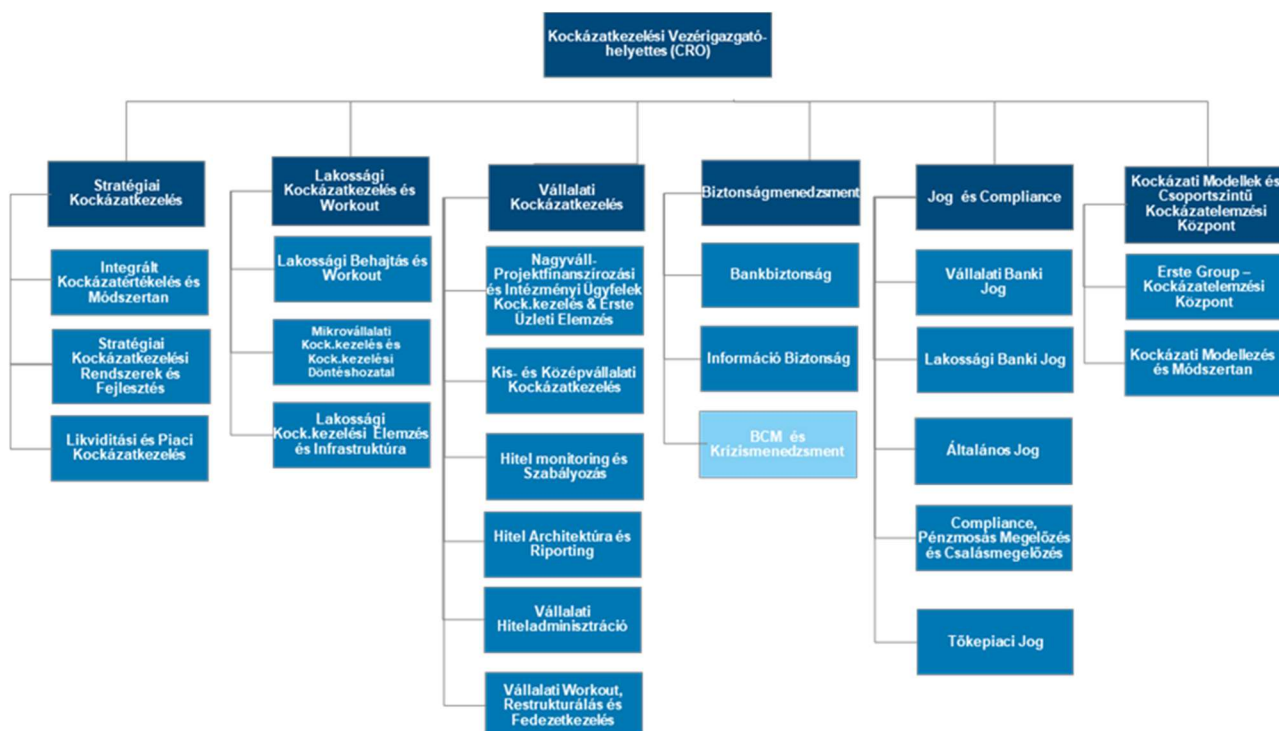 Kockázatkezelési Vezérigazgató-
helyettes (CRO)
Stratégiai
Kockázatkezelés
Integrált
Kockázatértékelés és
Módszertan
Stratégiai
Kockázatkezelési
Rendszerek és
Fejlesztés
Likviditási és Piaci
Kockázatkezelés
Lakossági
Kockázatkezelés és
Workout
Lakossági Behajtás és
Workout
Mikrovállalati
Kock.kezelés és
Kock.kezelési
Döntéshozatal
Lakossági
Kock.kezelési Elemzés
és Infrastruktúra
Vállalati
Kockázatkezelés
Nagyváll-
Projektfinanszírozási
és Intézményi Ügyfelek
Kock.kezelés & Erste
Üzleti Elemzés
Kis- és Középvállalati
Kockázatkezelés
Hitel monitoring és
Szabályozás
Hitel Architektúra és
Riporting
Vállalati
Hiteladminisztráció
Vállalati Workout,
Restrukturálás és
Fedezetkezelés
Biztonságmenedzsment
Bankbiztonság
Információ Biztonság
BCM és
Krízismenedzsment
Jog és Compliance
Vállalati Banki
Jog
Lakossági Banki Jog
Általános Jog
Compliance,
Pénzmosás Megelőzés
és Csalásmegelőzés
Tőkepiaci Jog
Kockázati Modellek és
Csoportszintű
Kockázatelemzési
Központ
Erste Group –
Kockázatelemzési
Központ
Kockázati Modellezés
és Módszertan